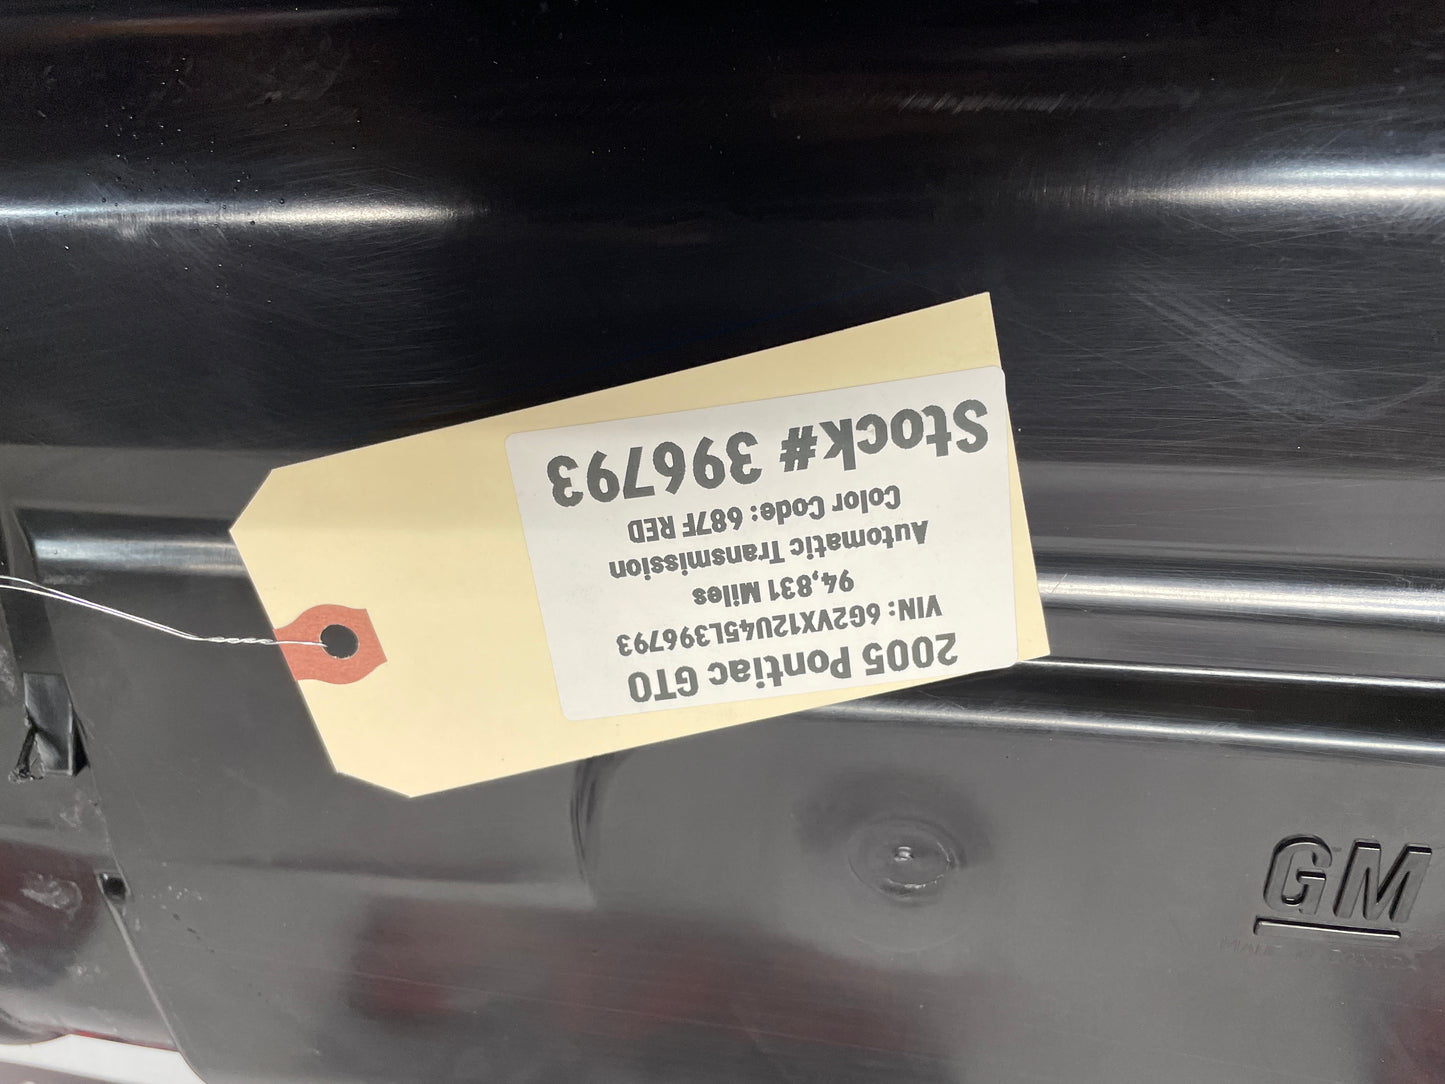 2005 Pontiac GTO
VIN: 6G2VX12U45L396793
94,831 Miles
Automatic Transmission
Color Code: 687F RED
Stock# 396793
GM